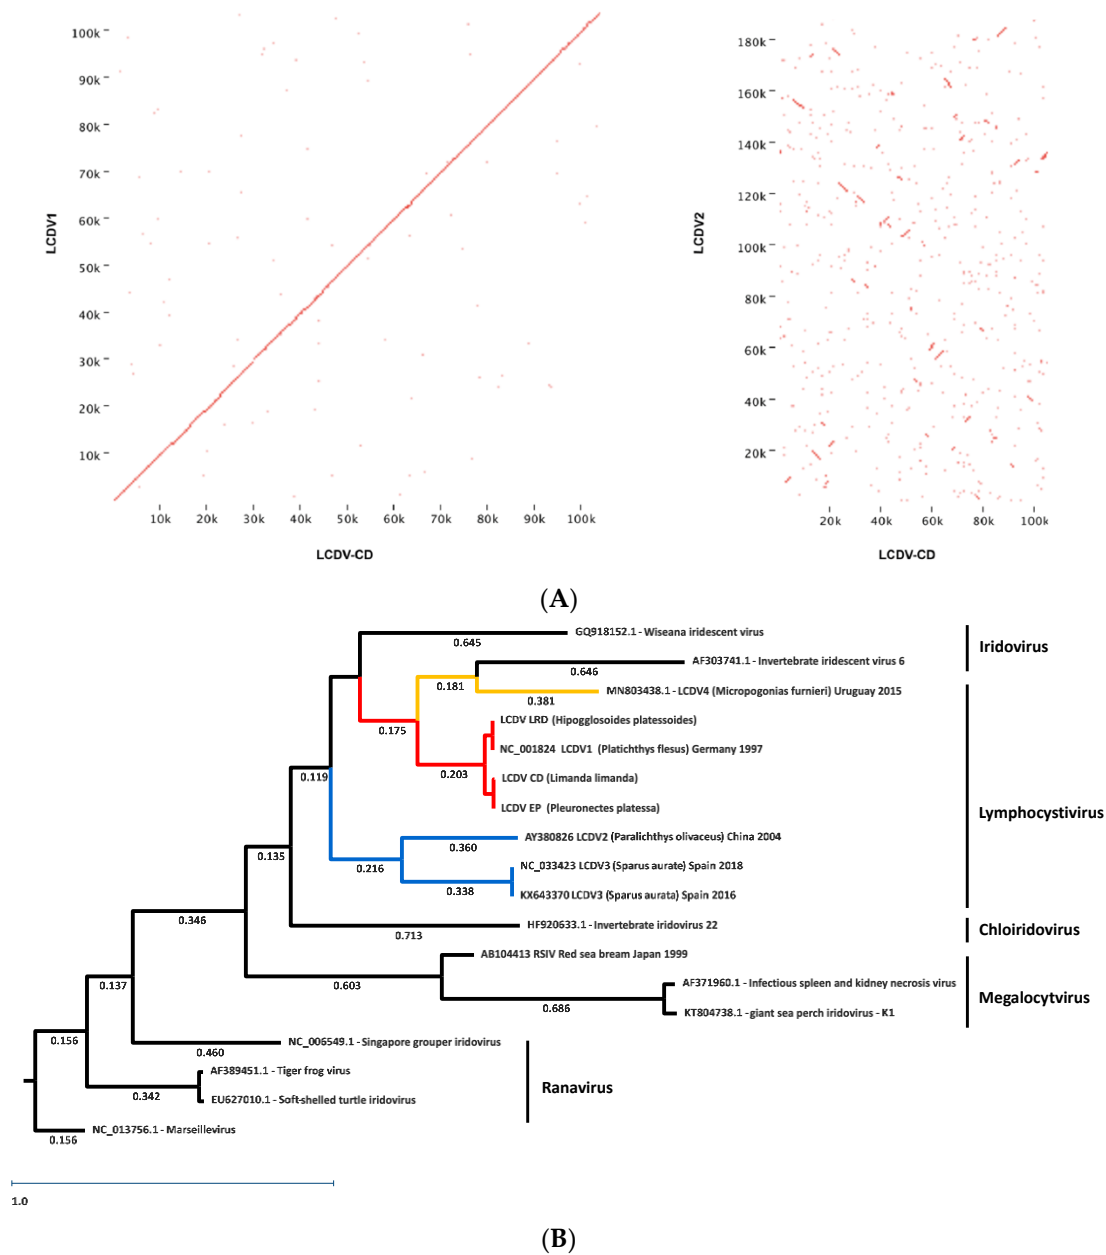 100k
90k
80k
70k
60k
50k
40k
30k
20k
10k
LCDV1
10k 20k 30k 40k 50k 60k 70k 80k 90k 100k
LCDV-CD
180k
160k
140k
120k
100k
80k
60k
40k
20k
LCDV2
20k 40k 60k 80k 100k
LCDV-CD
(A)
GQ918152.1 - Wiseana iridescent virus
0.645
Iridovirus
AF303741.1 - Invertebrate iridescent virus 6
0.646
0.181
MN803438.1 - LCDV4 (Micropogonias furnieri) Uruguay 2015
0.381
LCDV LRD (Hipogglosoides platessoides)
0.175
NC_001824 LCDV1 (Platichthys flesus) Germany 1997
0.203
LCDV CD (Limanda limanda)
0.119
LCDV EP (Pleuronectes platessa)
Lymphocystivirus
AY380826 LCDV2 (Paralichthys olivaceus) China 2004
0.360
0.135
NC_033423 LCDV3 (Sparus aurate) Spain 2018
0.216
0.338
KX643370 LCDV3 (Sparus aurata) Spain 2016
0.346
HF920633.1 - Invertebrate iridovirus 22
0.713
Chloiridovirus
AB104413 RSIV Red sea bream Japan 1999
0.137
0.603
AF371960.1 - Infectious spleen and kidney necrosis virus
0.686
Megalocytvirus
KT804738.1 - giant sea perch iridovirus - K1
0.156
NC_006549.1 - Singapore grouper iridovirus
0.460
AF389451.1 - Tiger frog virus
0.342
Ranavirus
EU627010.1 - Soft-shelled turtle iridovirus
NC_013756.1 - Marseillevirus
0.156
1.0
(B)